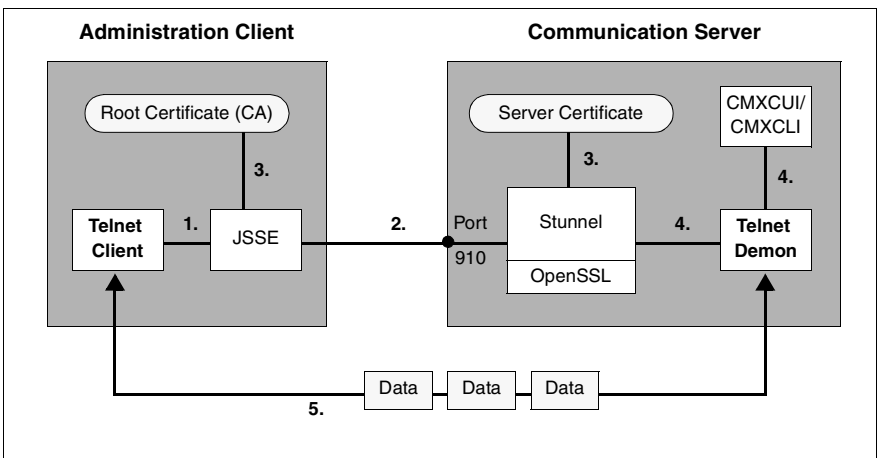 Administration Client
Communication Server
Root Certificate (CA)
Server Certificate
CMXCUI/
CMXCLI
3.
3.
4.
Telnet
Client
1.
JSSE
2.
Port
910
Stunnel
OpenSSL
4.
Telnet
Demon
Data
Data
Data
5.